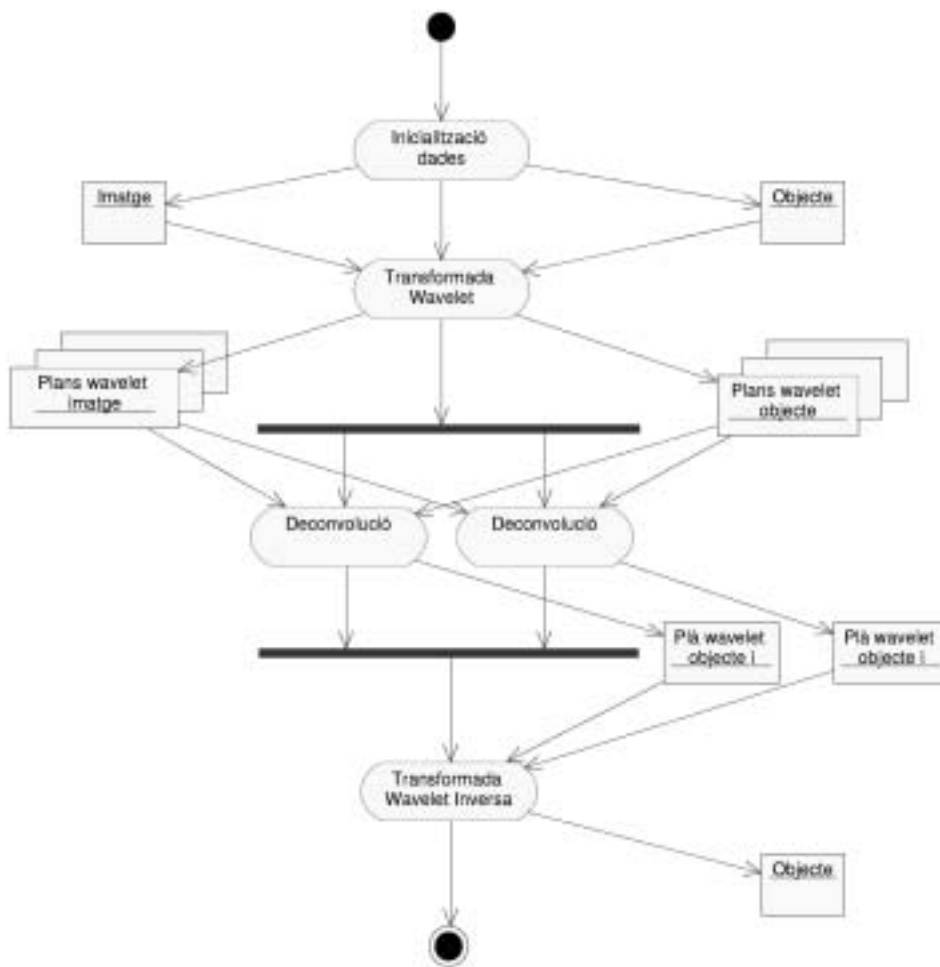 Inicialització
dades
Imatge
Objecte
Transformada
Wavelet
Plans wavelet
imatge
Plans wavelet
objecte
Deconvolució
Deconvolució
Plà wavelet
objecte i
Plà wavelet
objecte
Transformada
Wavelet Inversa
Objecte